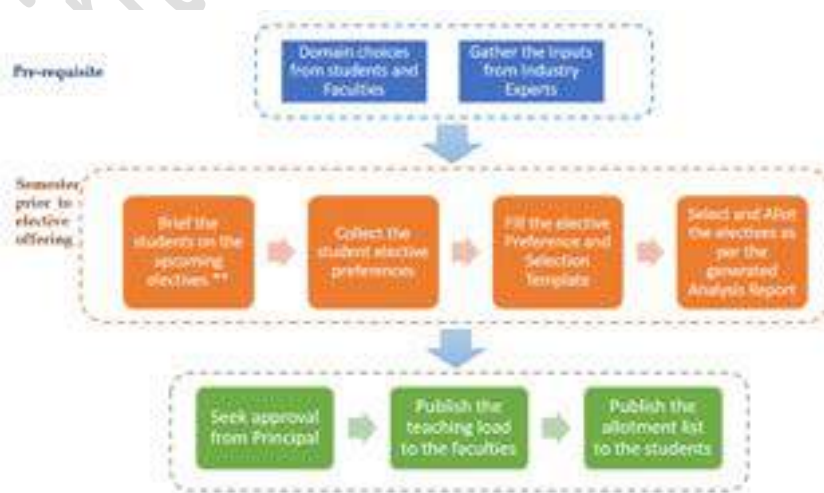 Pre-requisite
Domain choices
from students and
Faculties
Gather the Inputs
from Industry
Experts
Semester
prior to
elective
offering
Brief the
students on the
upcoming
electives.**
Collect the
student elective
preferences
Fill the elective
Preference and
Selection
Template
Select and Allot
the electives as
per the
generated
Analysis Report
Seek approval
from Principal
Publish the
teaching load
to the faculties
Publish the
allotment list
to the students